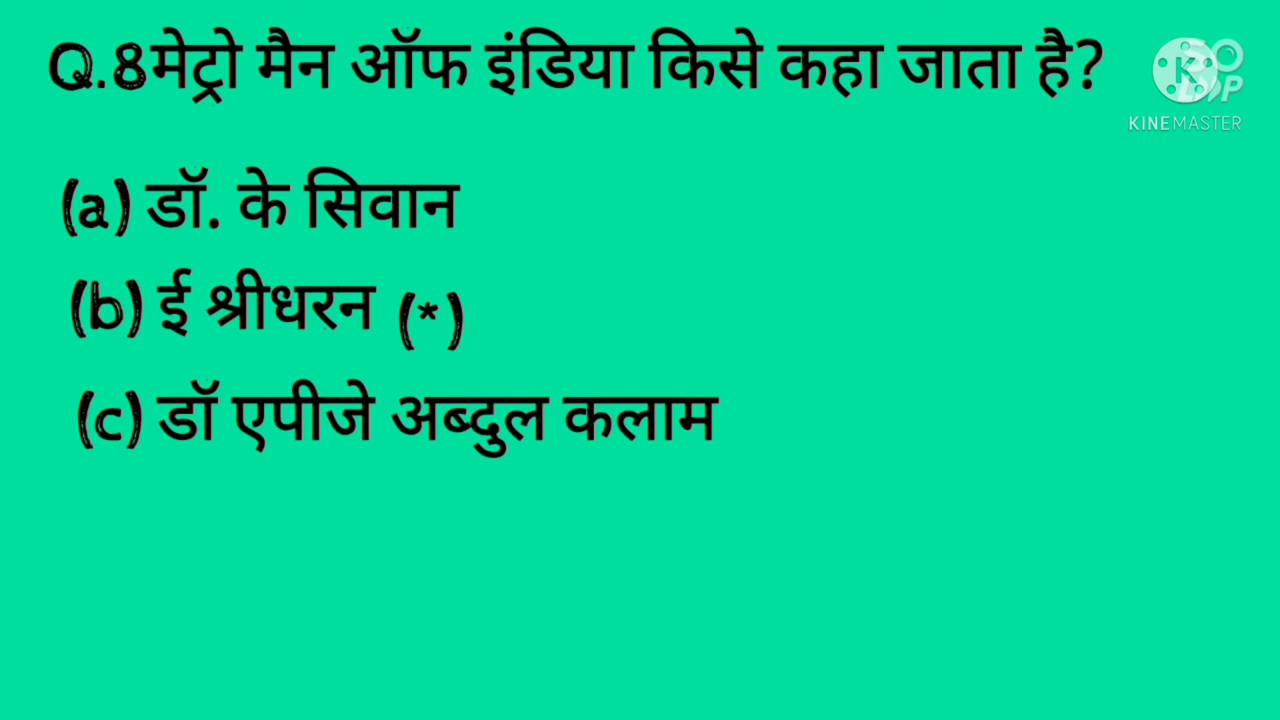 Q.8मेट्रो मैन ऑफ इंडिया किसे कहा जाता है?
KINEMASTER
(a) डॉ. के सिवान
(b) ई श्रीधरन (*)
(c) डॉ एपीजे अब्दुल कलाम